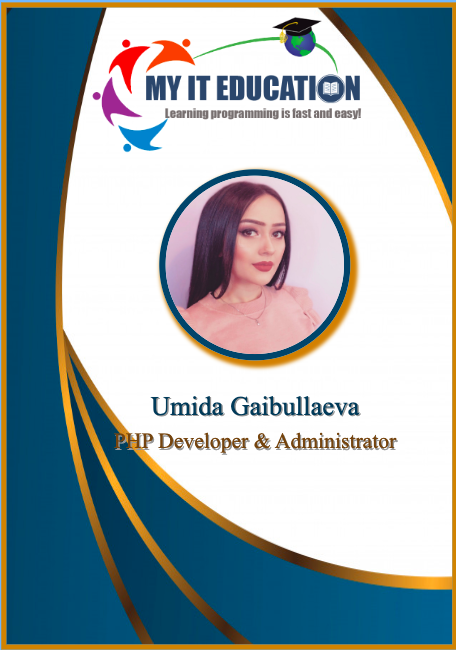 MY IT EDUCATION
Learning programming is fast and easy!
Umida Gaibullaeva
PHP Developer & Administrator